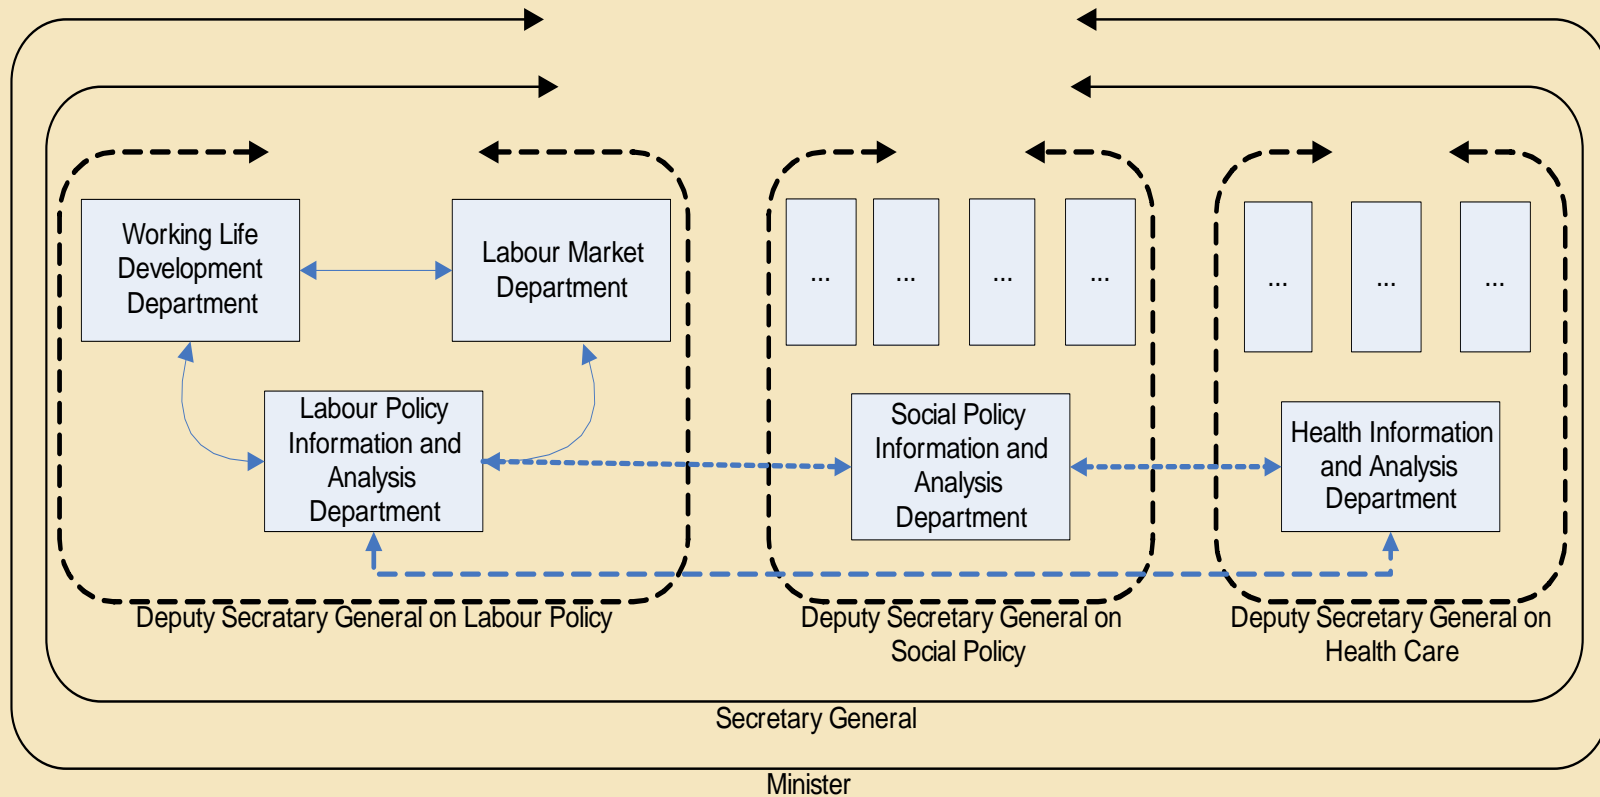 Working Life
Development
Department
Labour Market
Department
...
...
...
...
...
...
...
Labour Policy
Information and
Analysis
Department
Social Policy
Information and
Analysis
Department
Health Information
and Analysis
Department
Deputy Secratary General on Labour Policy
Deputy Secretary General on
Social Policy
Deputy Secretary General on
Health Care
Secretary General
Minister